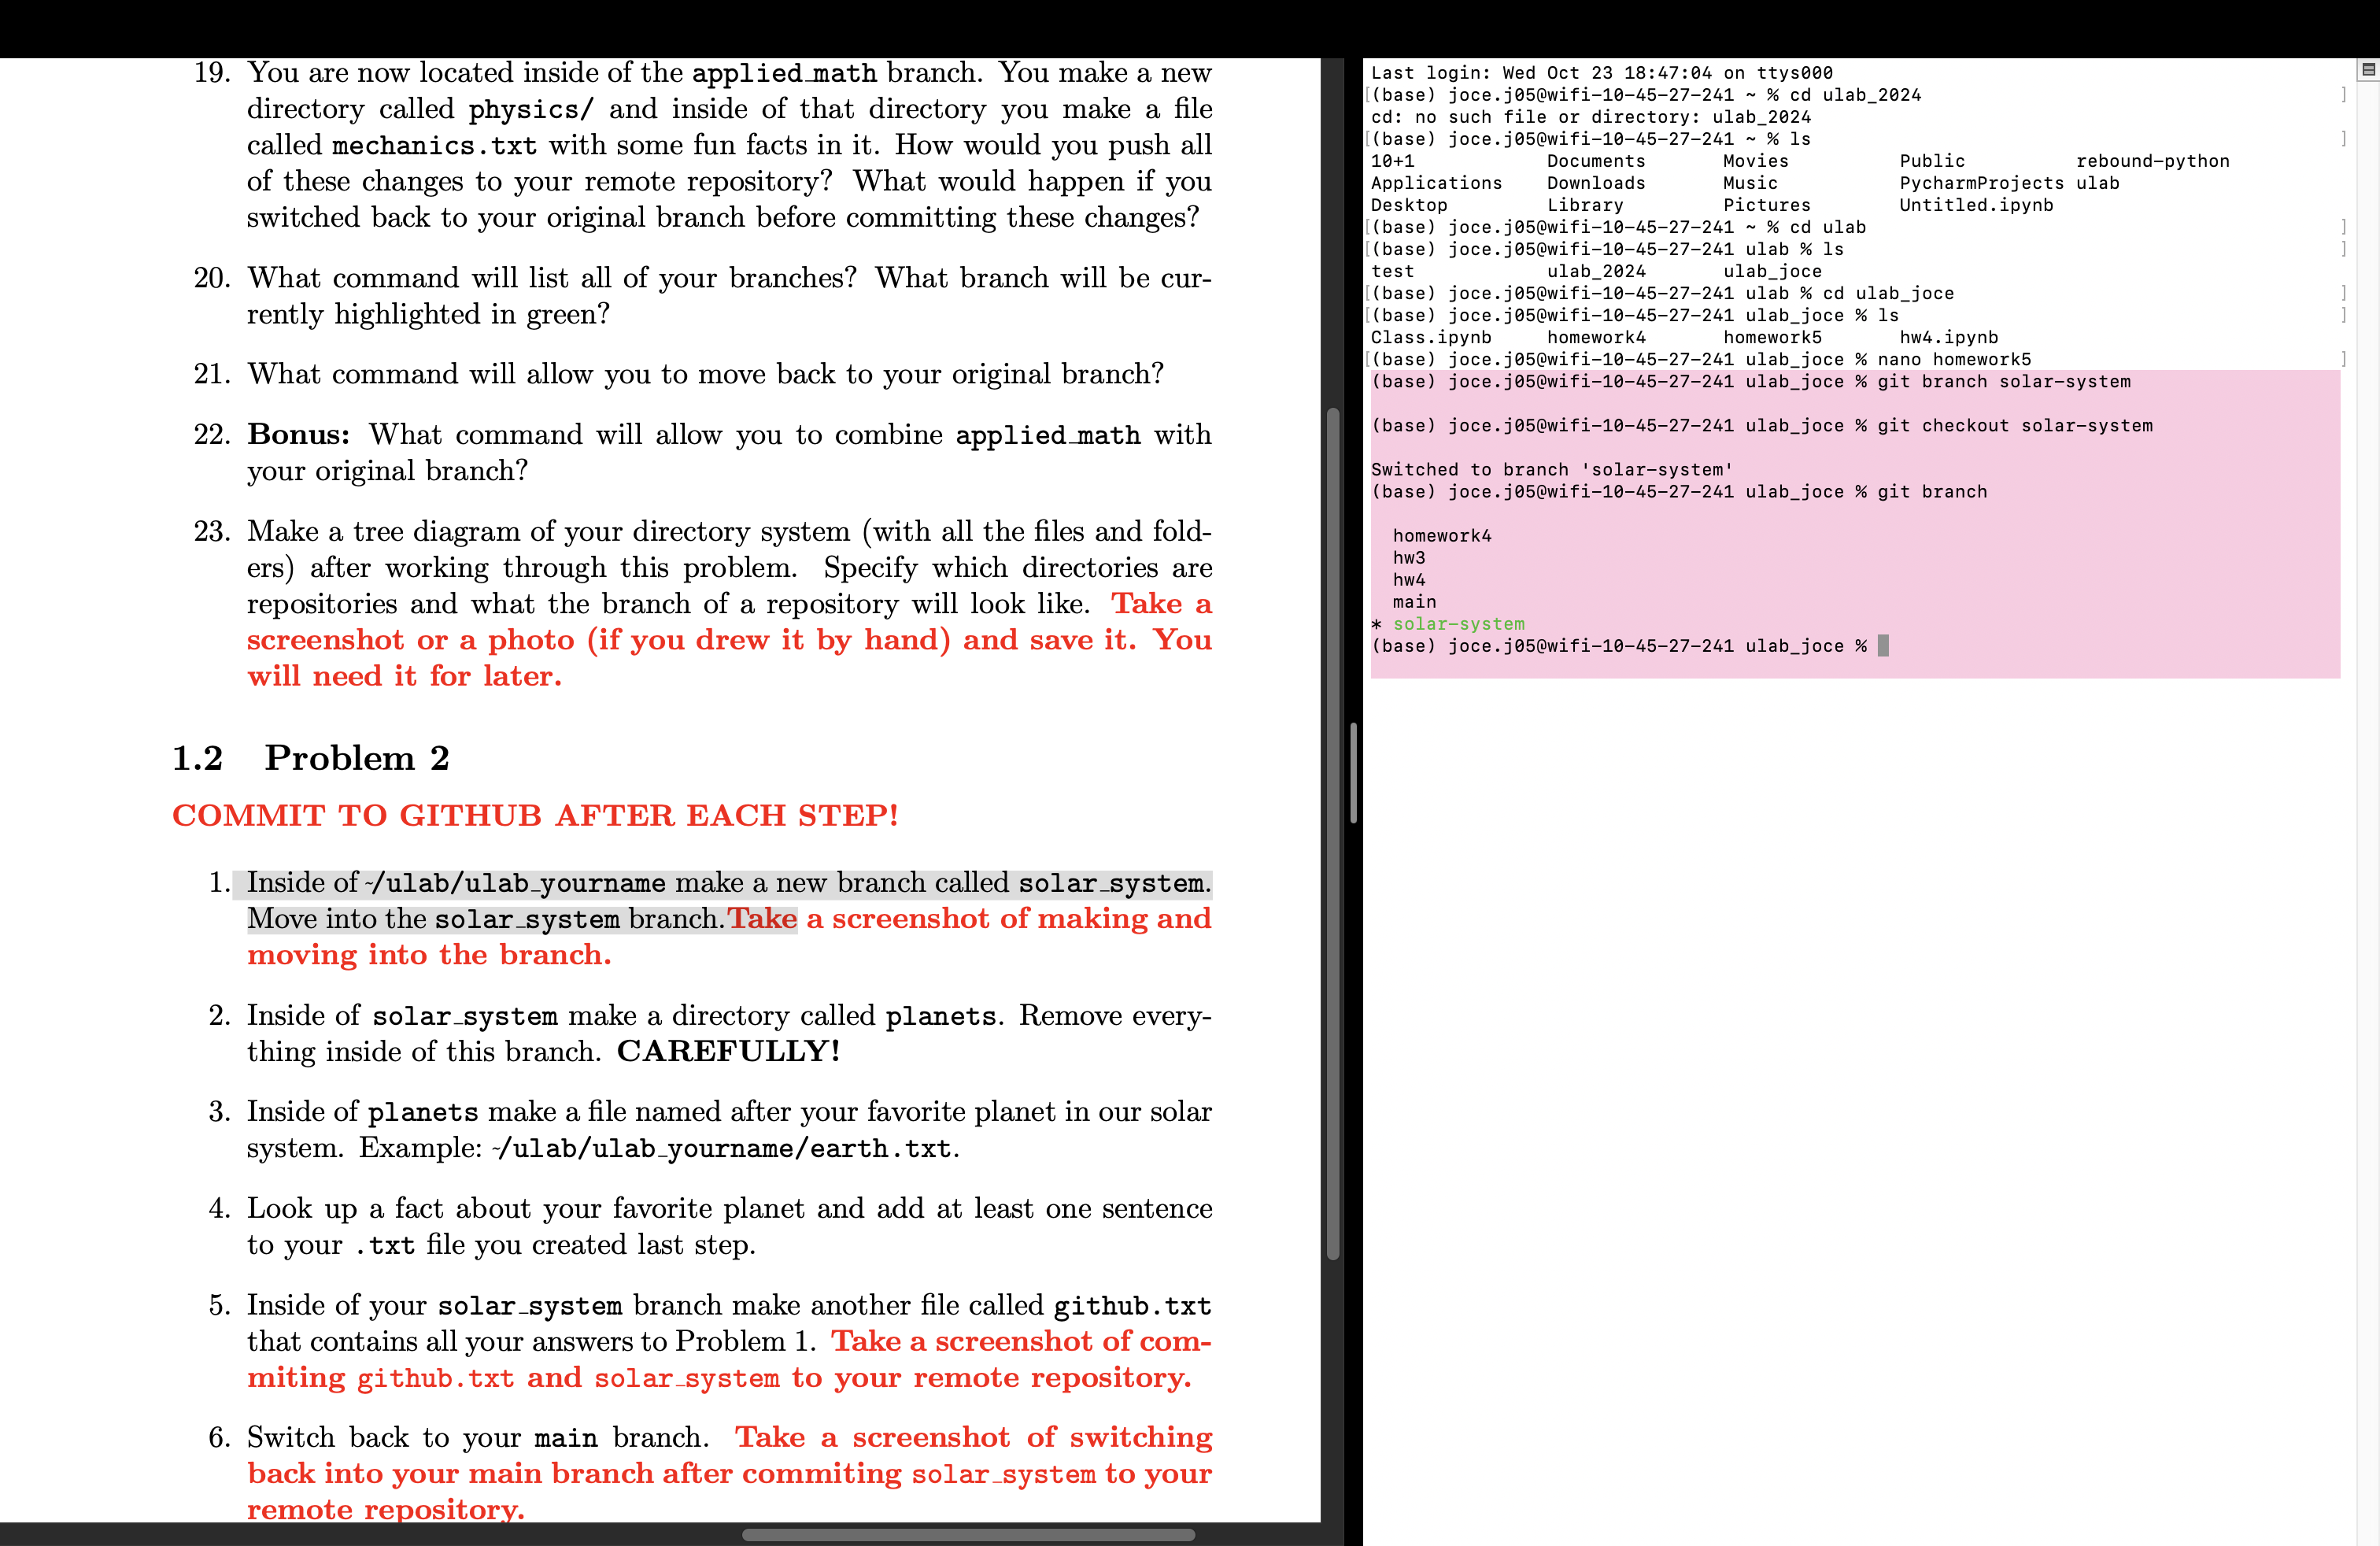 19. You are now located inside of the applied_math branch. You make a new
directory called physics/ and inside of that directory you make a file
called mechanics.txt with some fun facts in it. How would you push all
of these changes to your remote repository? What would happen if you
switched back to your original branch before committing these changes?
20. What command will list all of your branches? What branch will be cur-
rently highlighted in green?
21. What command will allow you to move back to your original branch?
22. Bonus: What command will allow you to combine applied_math with
your original branch?
23. Make a tree diagram of your directory system (with all the files and fold-
ers) after working through this problem. Specify which directories are
repositories and what the branch of a repository will look like. Take a
screenshot or a photo (if you drew it by hand) and save it. You
will need it for later.
1.2 Problem 2
COMMIT TO GITHUB AFTER EACH STEP!
1. Inside of ~/ulab/ulab_yourname make a new branch called solar_system.
Move into the solar_system branch.Take a screenshot of making and
moving into the branch.
2. Inside of solar_system make a directory called planets. Remove every-
thing inside of this branch. CAREFULLY!
3. Inside of planets make a file named after your favorite planet in our solar
system. Example: ~/ulab/ulab_yourname/earth.txt.
4. Look up a fact about your favorite planet and add at least one sentence
to your .txt file you created last step.
5. Inside of your solar_system branch make another file called github.txt
that contains all your answers to Problem 1. Take a screenshot of com-
miting github.txt and solar_system to your remote repository.
6. Switch back to your main branch. Take a screenshot of switching
back into your main branch after commiting solar_system to your
remote repository.
Last login: Wed Oct 23 18:47:04 on ttys000
[(base) joce.j05@wifi-10-45-27-241 ~ % cd ulab_2024 ]
cd: no such file or directory: ulab_2024
[(base) joce.j05@wifi-10-45-27-241 ~ % ls ]
10+1 Documents Movies Public rebound-python
Applications Downloads Music PycharmProjects ulab
Desktop Library Pictures Untitled.ipynb
[(base) joce.j05@wifi-10-45-27-241 ~ % cd ulab ]
[(base) joce.j05@wifi-10-45-27-241 ulab % ls ]
test ulab_2024 ulab_joce
[(base) joce.j05@wifi-10-45-27-241 ulab % cd ulab_joce ]
[(base) joce.j05@wifi-10-45-27-241 ulab_joce % ls ]
Class.ipynb homework4 homework5 hw4.ipynb
[(base) joce.j05@wifi-10-45-27-241 ulab_joce % nano homework5 ]
(base) joce.j05@wifi-10-45-27-241 ulab_joce % git branch solar-system
(base) joce.j05@wifi-10-45-27-241 ulab_joce % git checkout solar-system
Switched to branch 'solar-system'
(base) joce.j05@wifi-10-45-27-241 ulab_joce % git branch
homework4
hw3
hw4
main
* solar-system
(base) joce.j05@wifi-10-45-27-241 ulab_joce %